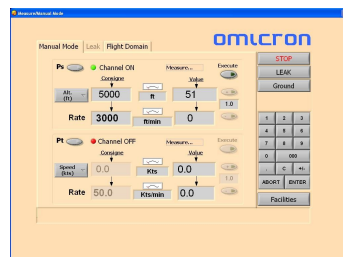 Measure/Manual Mode
omicron
Manual Mode Leak Flight Domain
STOP
LEAK
Ground
Ps Channel ON Measure... Execute
Consigne Value
Alt. (ft) 5000 ft 51
1.0
Rate 3000 ft/min 0
Pt Channel OFF Measure... Execute
Consigne Value
Speed (kts) 0.0 Kts 0.0
1.0
Rate 50.0 Kts/min 0.0
1 2 3
4 5 6
7 8 9
0 000
. C +/-
ABORT ENTER
Facilities